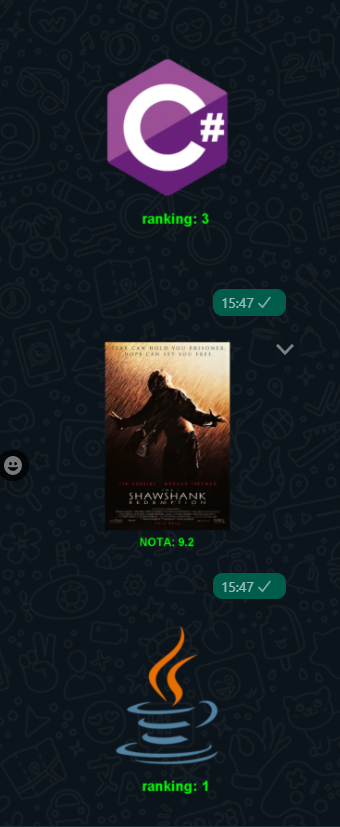 C#
ranking: 3
15:47
FEAR CAN HOLD YOU PRISONER.
HOPE CAN SET YOU FREE.
TIM ROBBINS MORGAN FREEMAN
THE
SHAWSHANK
REDEMPTION
NOTA: 9.2
15:47
ranking: 1